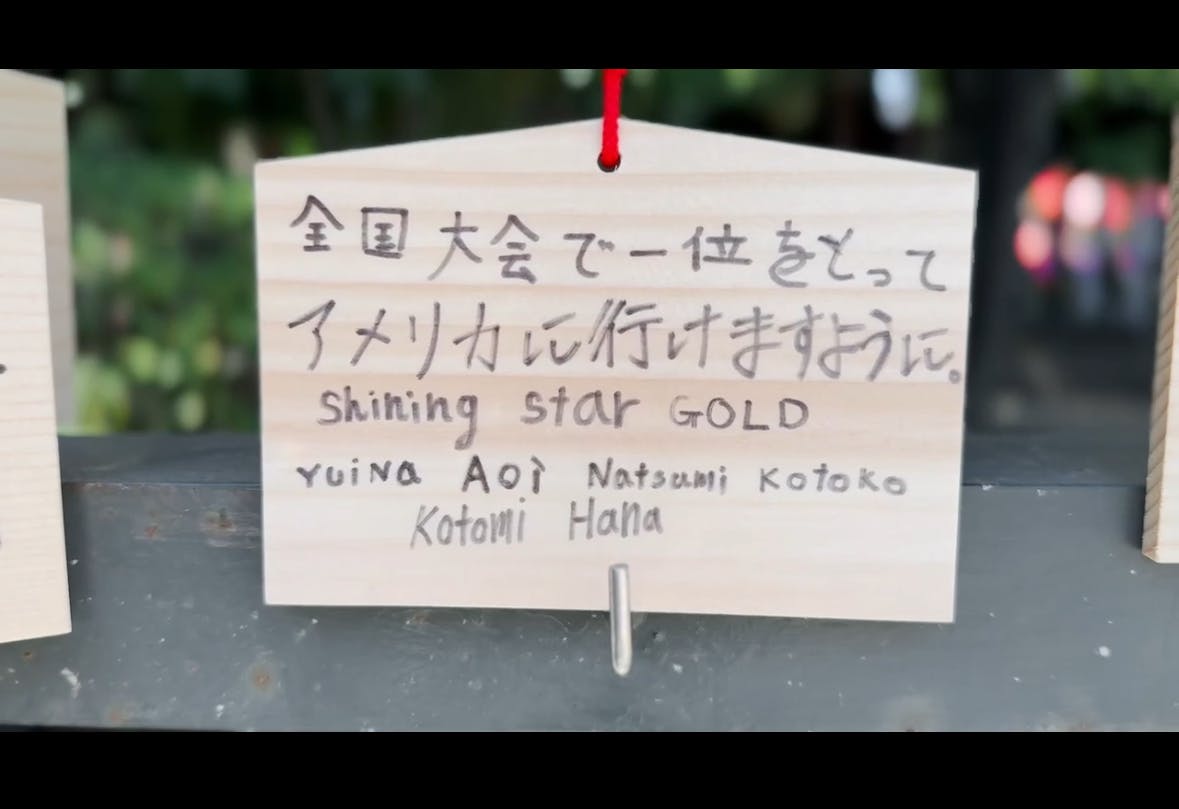 全国大会で一位をとって
アメリカに行けますように。
Shining star GOLD
YUiNa AOi Natsumi KOtOKO
Kotomi Hana